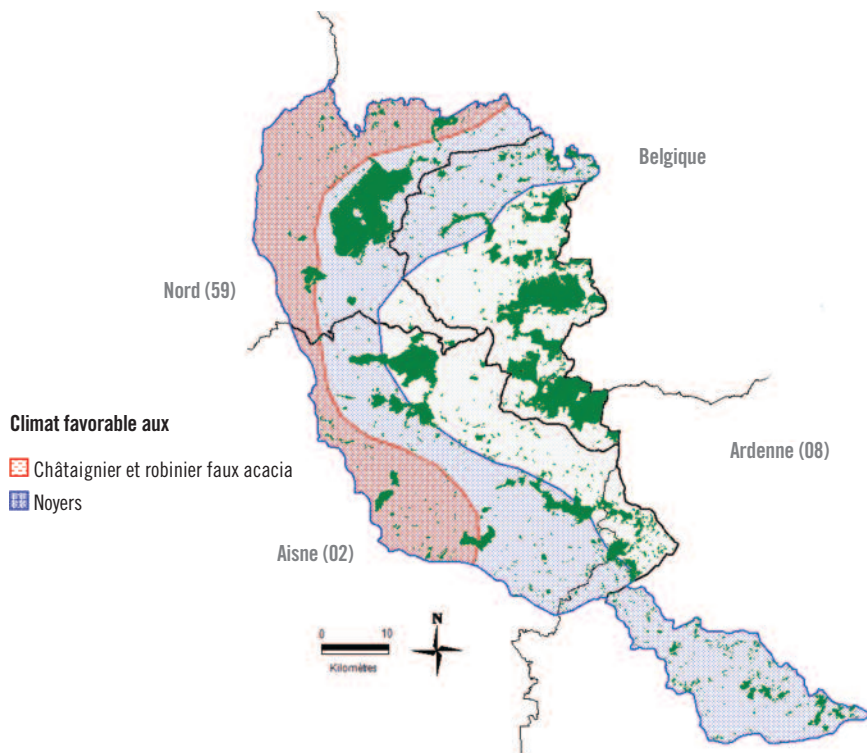 Belgique
Nord (59)
Climat favorable aux
Châtaignier et robinier faux acacia
Noyers
Ardenne (08)
Aisne (02)
N
0 10
Kilomètres